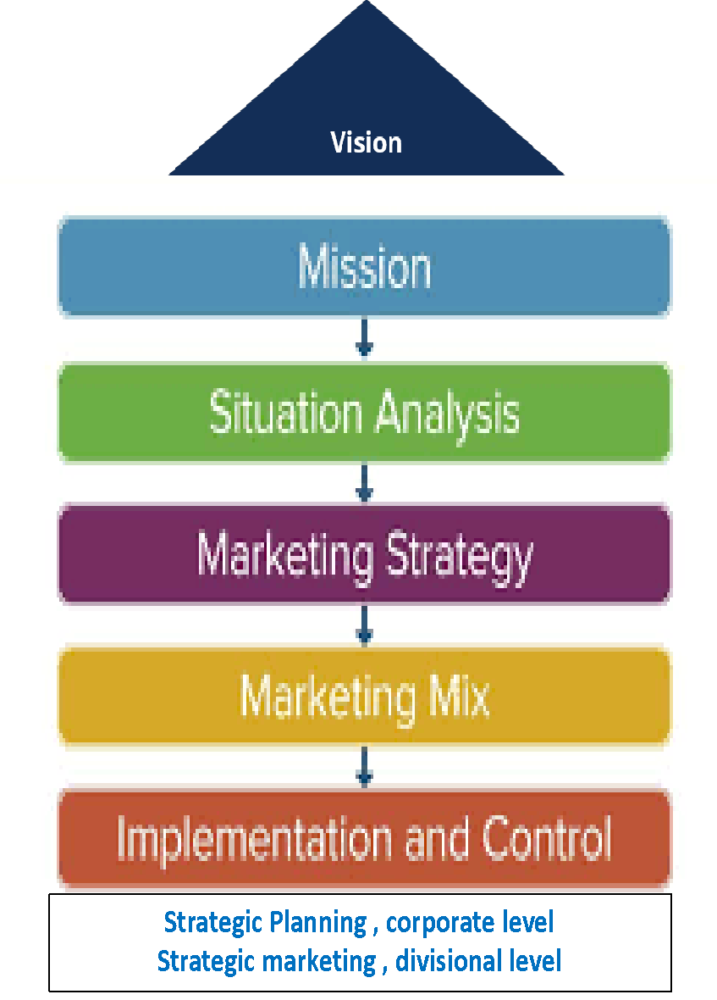 Vision
Mission
Situation Analysis
Marketing Strategy
Marketing Mix
Implementation and Control
Strategic Planning , corporate level
Strategic marketing , divisional level